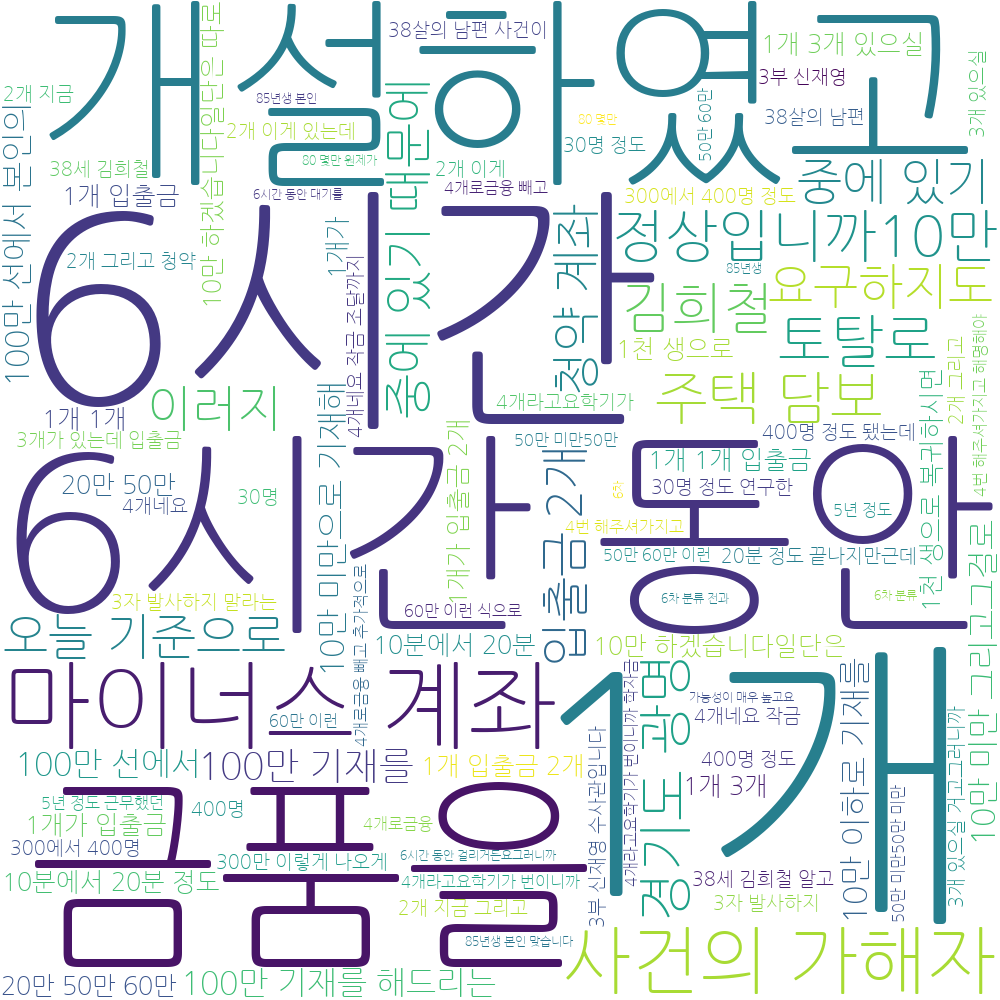 개설하였고
38살의 남편 사건이
1개 3개 있으실
3부 신재영
2개 지금
85년생 본인
80 몇만
50만 60만
38살의 남편
3개 있으실
2개 이게 있는데
30명 정도
10만 하겠습니다일단은 따로
때문에
38세 김희철
80 몇만 원제가
2개 이게
중에 있기
100만 선에서 본인의
1개 입출금
6시간 동안 대기를
4개로금융 빼고
300에서 400명 정도
6시간
정상입니까10만
1개가
청약 계좌
2개 그리고 청약
중에 있기
85년생
4개네요 작금 조달까지
김희철
요구하지도
토탈로
1천 생으로
2개 그리고
4번 해주셔가지고 해명해야
이러지
1개 1개
주택 담보
4개라고요학기가
3개가 있는데 입출금
10만 미만으로 기재해
1개가 입출금 2개
50만 미만50만
400명 정도 됐는데
1천 생으로 복귀하시면
6시간 동안
20만 50만
4개네요
30명
입출금 2개
1개 1개 입출금
30명 정도 연구한
6차
5년 정도
4번 해주셔가지고
50만 60만 이런
20분 정도 끝나지만근데
3자 발사하지 말라는
60만 이런 식으로
6차 분류 전과
6차 분류
오늘 기준으로
4개로금융 빼고 추가적으로
10분에서 20분
10만 하겠습니다일단은
10만 미만 그리고그걸로
마이너스 계좌
1개
60만 이런
4개라고요학기가 번이니까 학자금
경기도 광명
가능성이 매우 높고요
4개네요 작금
10만 이하로 기재를
100만 선에서
100만 기재를
1개 입출금 2개
3부 신재영 수사관입니다
400명 정도
1개 3개
50만 미만50만 미만
3개 있으실 거고그러니까
금품을
5년 정도 근무했던
400명
1개가 입출금
4개로금융
300에서 400명
300만 이렇게 나오게
6시간 동안 걸리거든요그러니까
10분에서 20분 정도
4개라고요학기가 번이니까
38세 김희철 알고
2개 지금 그리고
3자 발사하지
85년생 본인 맞습니다
사건의 가해자
20만 50만 60만
100만 기재를 해드리는